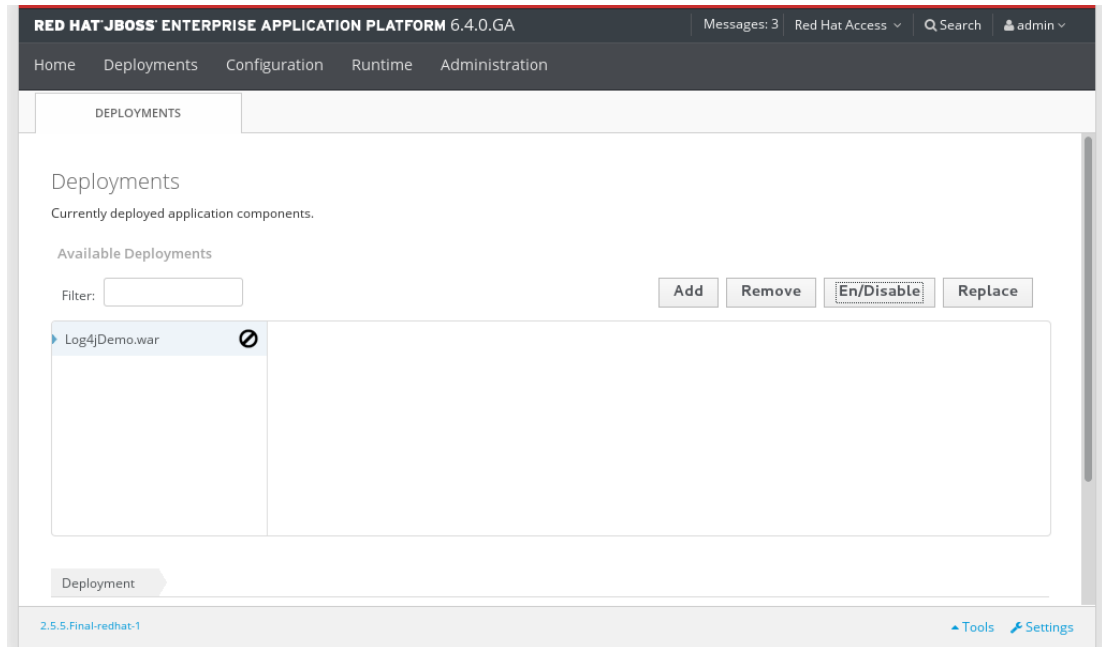 RED HAT JBOSS ENTERPRISE APPLICATION PLATFORM 6.4.0.GA Messages: 3 Red Hat Access Search admin
Home Deployments Configuration Runtime Administration
DEPLOYMENTS
Deployments
Currently deployed application components.
Available Deployments
Filter: Add Remove En/Disable Replace
Log4jDemo.war
Deployment
2.5.5.Final-redhat-1 Tools Settings